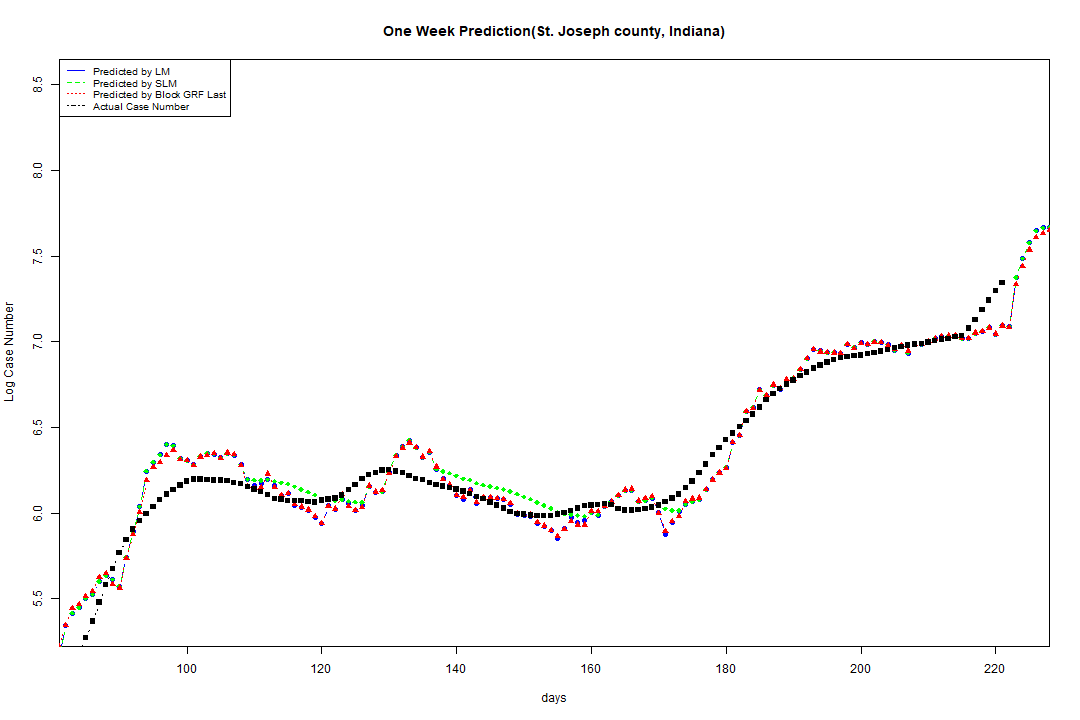 One Week Prediction(St. Joseph county, Indiana)
Predicted by LM
Predicted by SLM
Predicted by Block GRF Last
Actual Case Number
8.5
8.0
7.5
7.0
6.5
6.0
5.5
Log Case Number
100 120 140 160 180 200 220
days